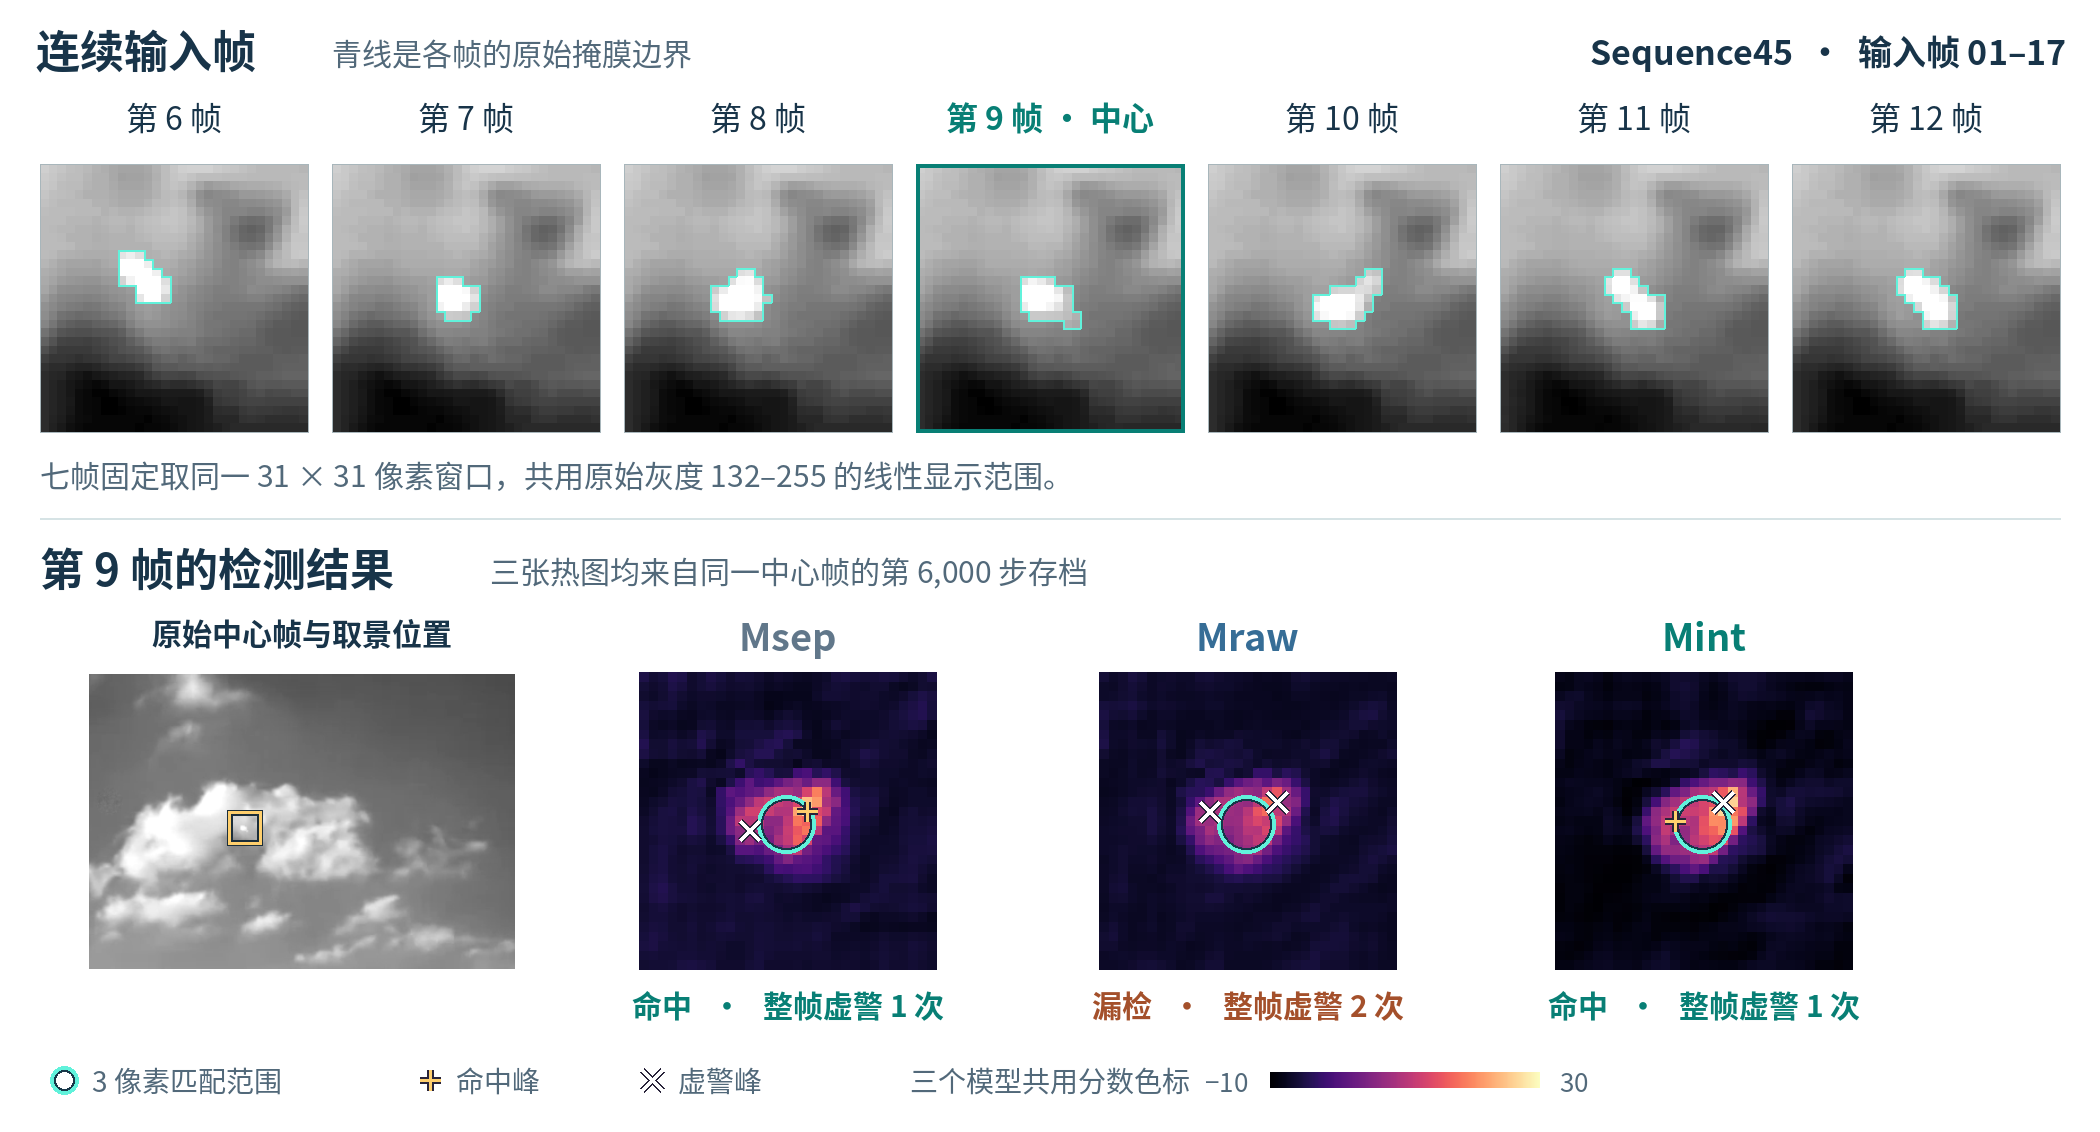 连续输入帧 青线是各帧的原始掩膜边界 Sequence45 · 输入帧 01–17
第 6 帧 第 7 帧 第 8 帧 第 9 帧 · 中心 第 10 帧 第 11 帧 第 12 帧
七帧固定取同一 31 × 31 像素窗口，共用原始灰度 132–255 的线性显示范围。
第 9 帧的检测结果 三张热图均来自同一中心帧的第 6,000 步存档
原始中心帧与取景位置 Msep Mraw Mint
命中 · 整帧虚警 1 次 漏检 · 整帧虚警 2 次 命中 · 整帧虚警 1 次
3 像素匹配范围 命中峰 虚警峰 三个模型共用分数色标 −10 30